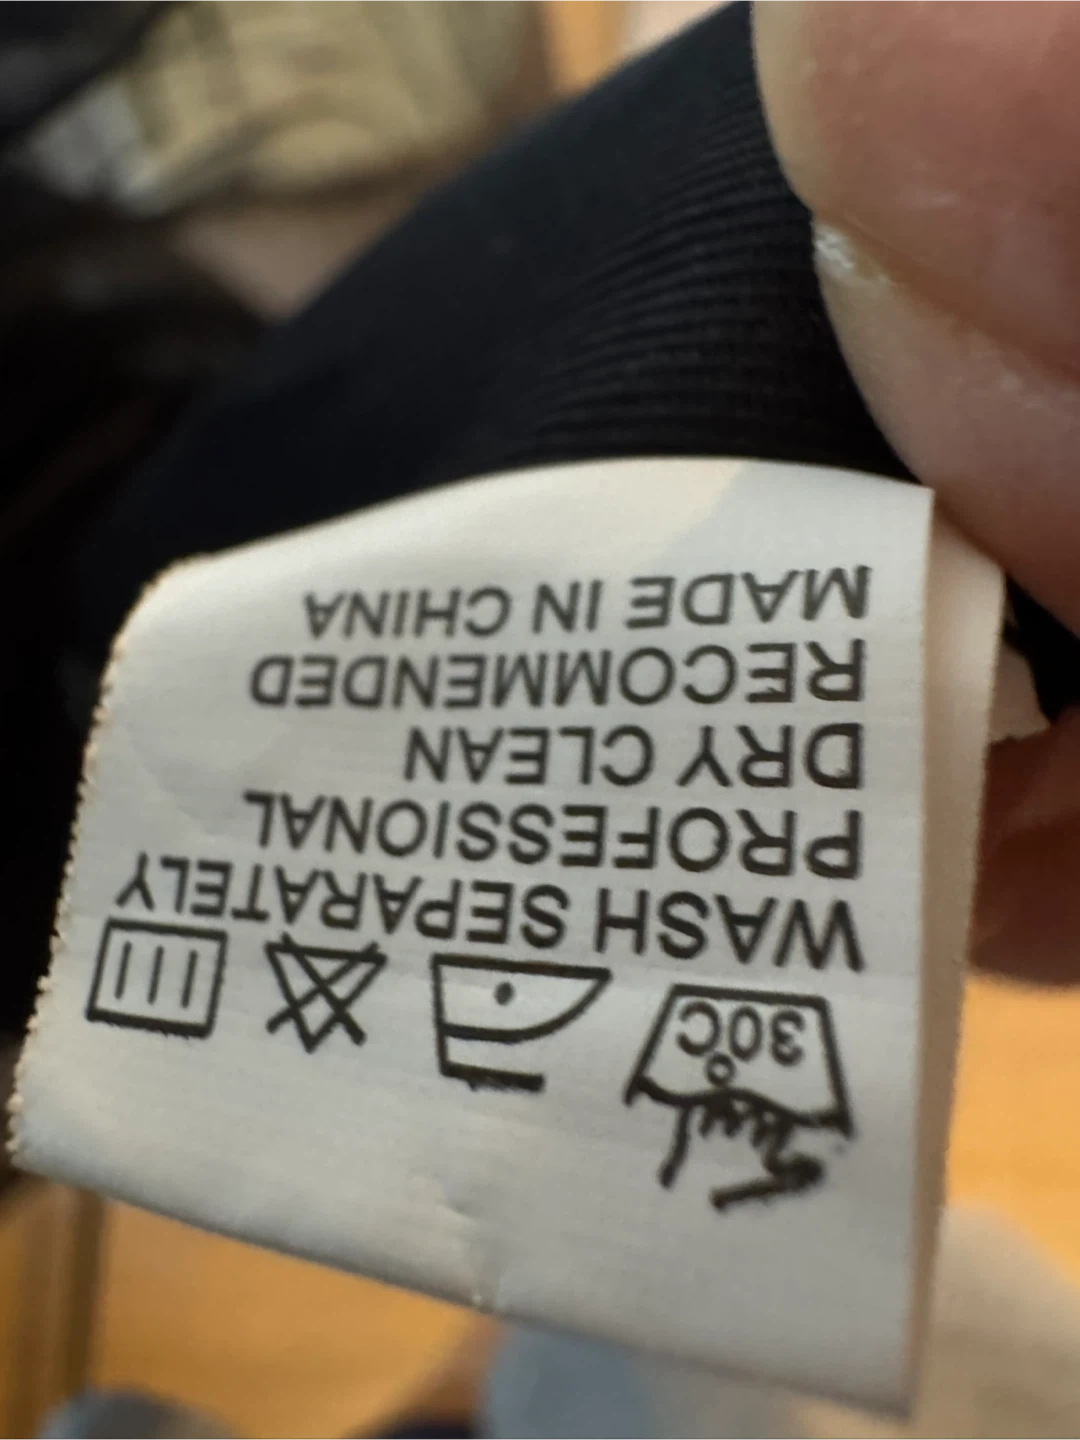 30°C
WASH SEPARATELY
PROFESSIONAL
DRY CLEAN
RECOMMENDED
MADE IN CHINA